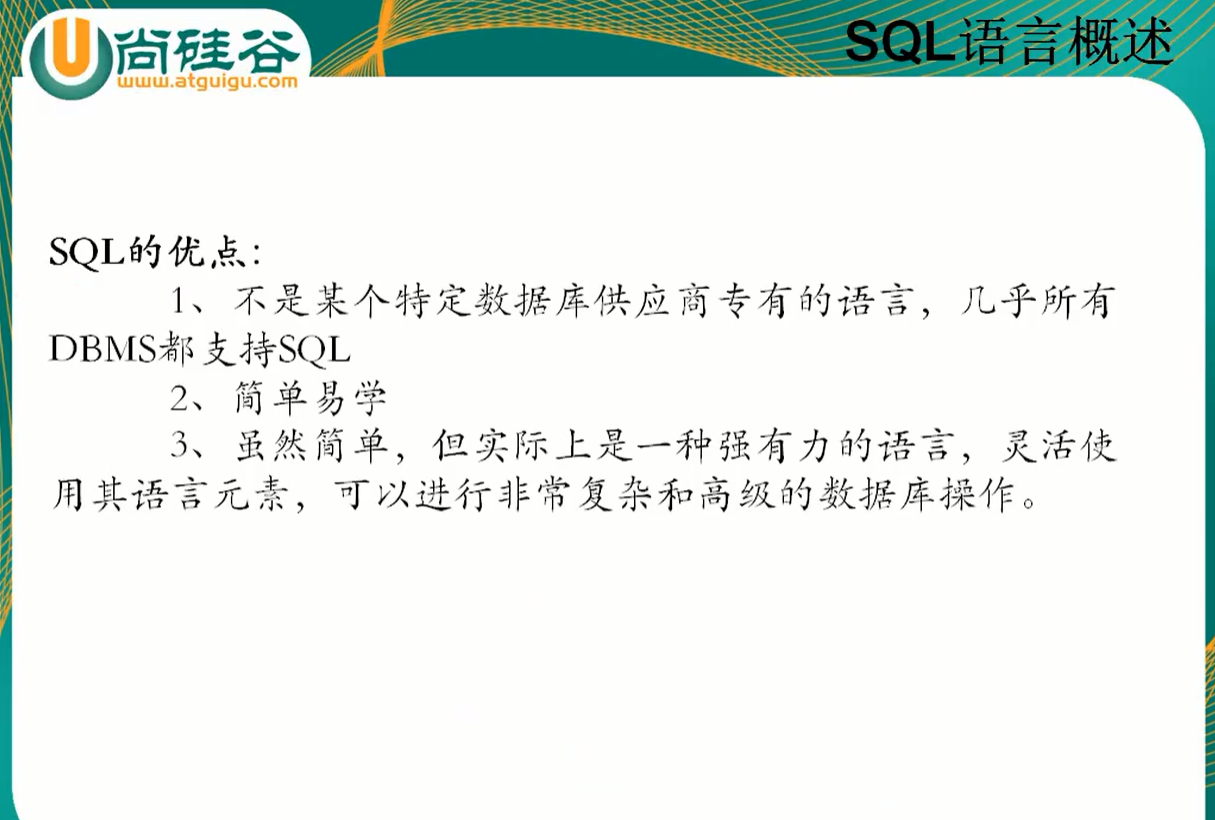 尚硅谷
www.atguigu.com
SQL语言概述
SQL的优点：
1、不是某个特定数据库供应商专有的语言，几乎所有
DBMS都支持SQL
2、简单易学
3、虽然简单，但实际上是一种强有力的语言，灵活使
用其语言元素，可以进行非常复杂和高级的数据库操作。